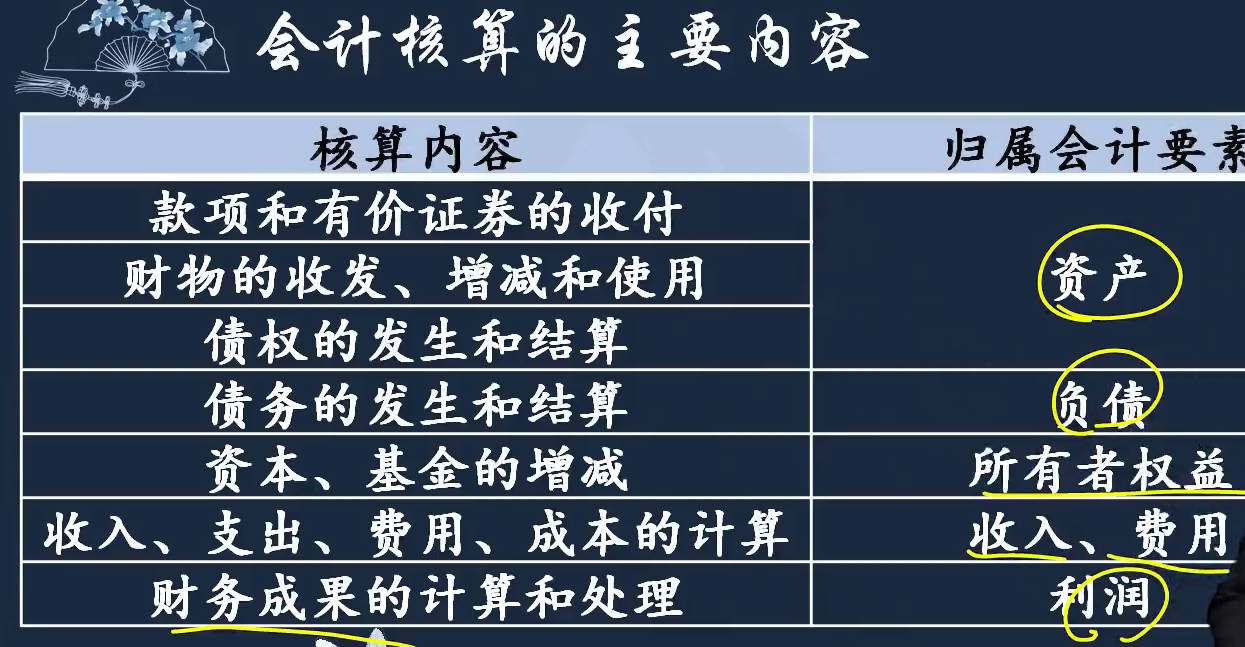 会计核算的主要内容
核算内容 归属会计要素
款项和有价证券的收付
财物的收发、增减和使用 资产
债权的发生和结算
债务的发生和结算 负债
资本、基金的增减 所有者权益
收入、支出、费用、成本的计算 收入、费用
财务成果的计算和处理 利润